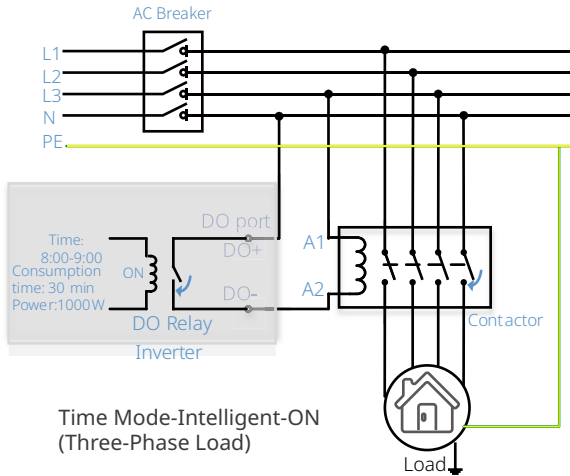 AC Breaker
L1
L2
L3
N
PE
DO port
DO+
Time:
8:00-9:00
Consumption
time: 30 min
Power:1000W
ON
DO-
DO Relay
Inverter
A1
A2
Contactor
Time Mode-Intelligent-ON
(Three-Phase Load)
Load